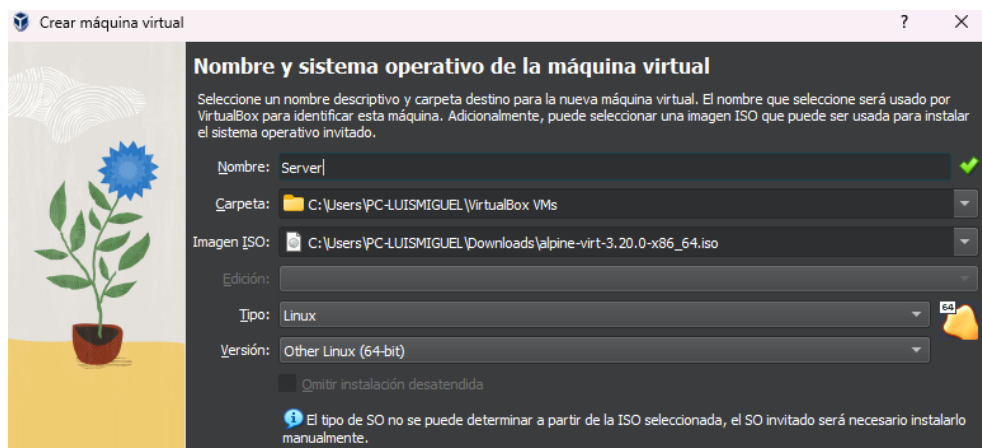 Crear máquina virtual
?
Nombre y sistema operativo de la máquina virtual
Seleccione un nombre descriptivo y carpeta destino para la nueva máquina virtual. El nombre que seleccione será usado por
VirtualBox para identificar esta máquina. Adicionalmente, puede seleccionar una imagen ISO que puede ser usada para instalar
el sistema operativo invitado.
Nombre: Server
Carpeta: C:\Users\PC-LUISMIGUEL\VirtualBox VMs
Imagen ISO: C:\Users\PC-LUISMIGUEL\Downloads\alpine-virt-3.20.0-x86_64.iso
Edición:
Tipo: Linux
64
Versión: Other Linux (64-bit)
Omitir instalación desatendida
El tipo de SO no se puede determinar a partir de la ISO seleccionada, el SO invitado será necesario instalarlo
manualmente.